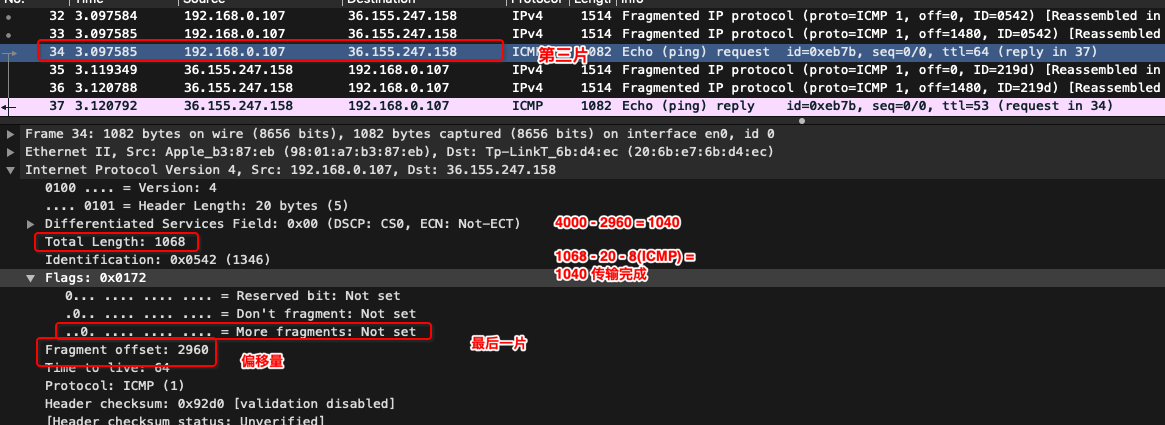 No. Time Source Destination Protocol Length Info
32 3.097584 192.168.0.107 36.155.247.158 IPv4 1514 Fragmented IP protocol (proto=ICMP 1, off=0, ID=0542) [Reassembled in
33 3.097585 192.168.0.107 36.155.247.158 IPv4 1514 Fragmented IP protocol (proto=ICMP 1, off=1480, ID=0542) [Reassembled
34 3.097585 192.168.0.107 36.155.247.158 ICMP 第三片 1082 Echo (ping) request id=0xeb7b, seq=0/0, ttl=64 (reply in 37)
35 3.119349 36.155.247.158 192.168.0.107 IPv4 1514 Fragmented IP protocol (proto=ICMP 1, off=0, ID=219d) [Reassembled in
36 3.120788 36.155.247.158 192.168.0.107 IPv4 1514 Fragmented IP protocol (proto=ICMP 1, off=1480, ID=219d) [Reassembled
37 3.120792 36.155.247.158 192.168.0.107 ICMP 1082 Echo (ping) reply id=0xeb7b, seq=0/0, ttl=53 (request in 34)
Frame 34: 1082 bytes on wire (8656 bits), 1082 bytes captured (8656 bits) on interface en0, id 0
Ethernet II, Src: Apple_b3:87:eb (98:01:a7:b3:87:eb), Dst: Tp-LinkT_6b:d4:ec (20:6b:e7:6b:d4:ec)
Internet Protocol Version 4, Src: 192.168.0.107, Dst: 36.155.247.158
0100 .... = Version: 4
.... 0101 = Header Length: 20 bytes (5)
Differentiated Services Field: 0x00 (DSCP: CS0, ECN: Not-ECT)
4000 - 2960 = 1040
Total Length: 1068
Identification: 0x0542 (1346)
1068 - 20 - 8(ICMP) =
1040 传输完成
Flags: 0x0172
0... .... .... .... = Reserved bit: Not set
.0.. .... .... .... = Don't fragment: Not set
..0. .... .... .... = More fragments: Not set
最后一片
Fragment offset: 2960
偏移量
Time to live: 64
Protocol: ICMP (1)
Header checksum: 0x92d0 [validation disabled]
[Header checksum status: Unverified]